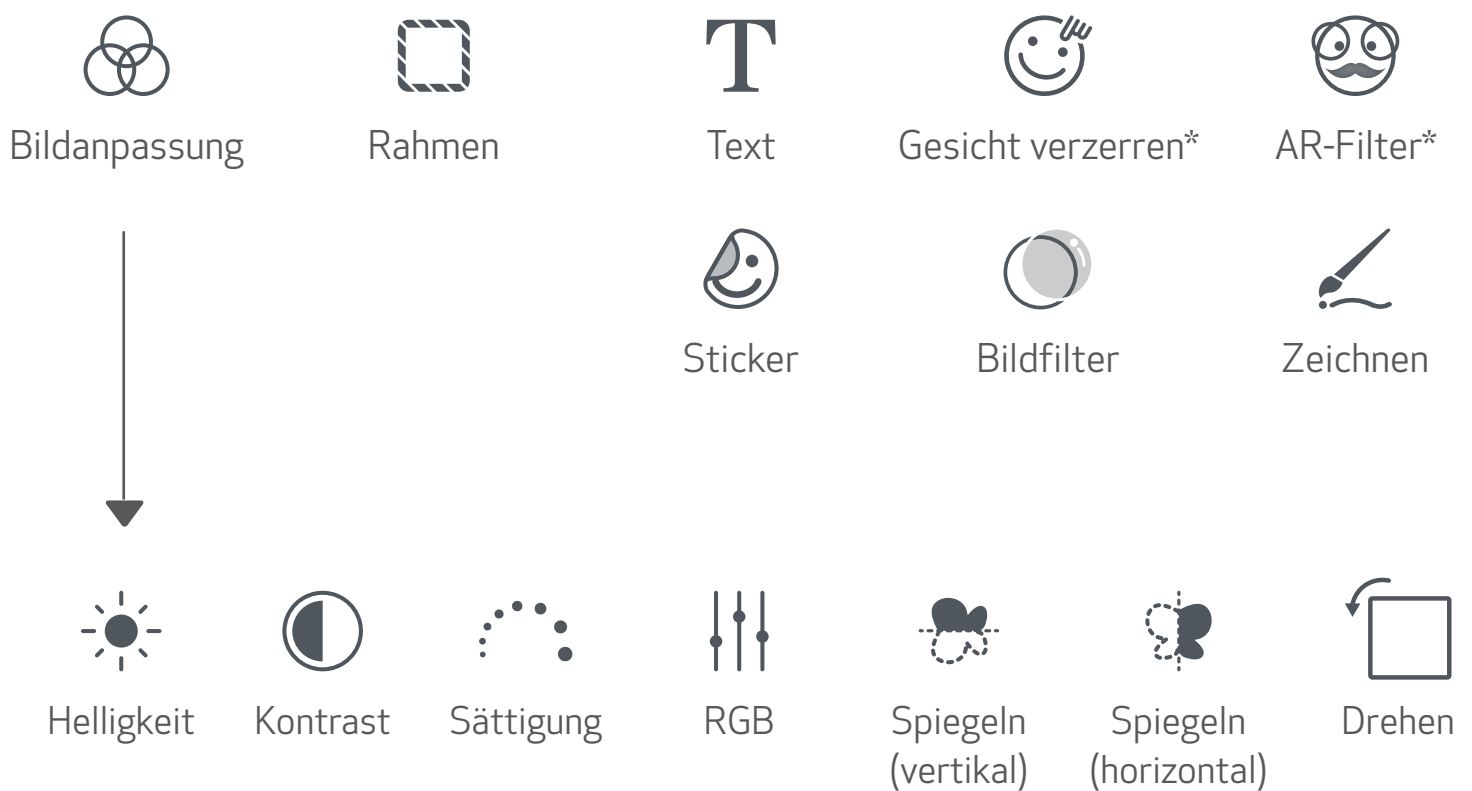 Bildanpassung
Rahmen
Text
Gesicht verzerren*
AR-Filter*
Sticker
Bildfilter
Zeichnen
Helligkeit
Kontrast
Sättigung
RGB
Spiegeln
(vertikal)
Spiegeln
(horizontal)
Drehen